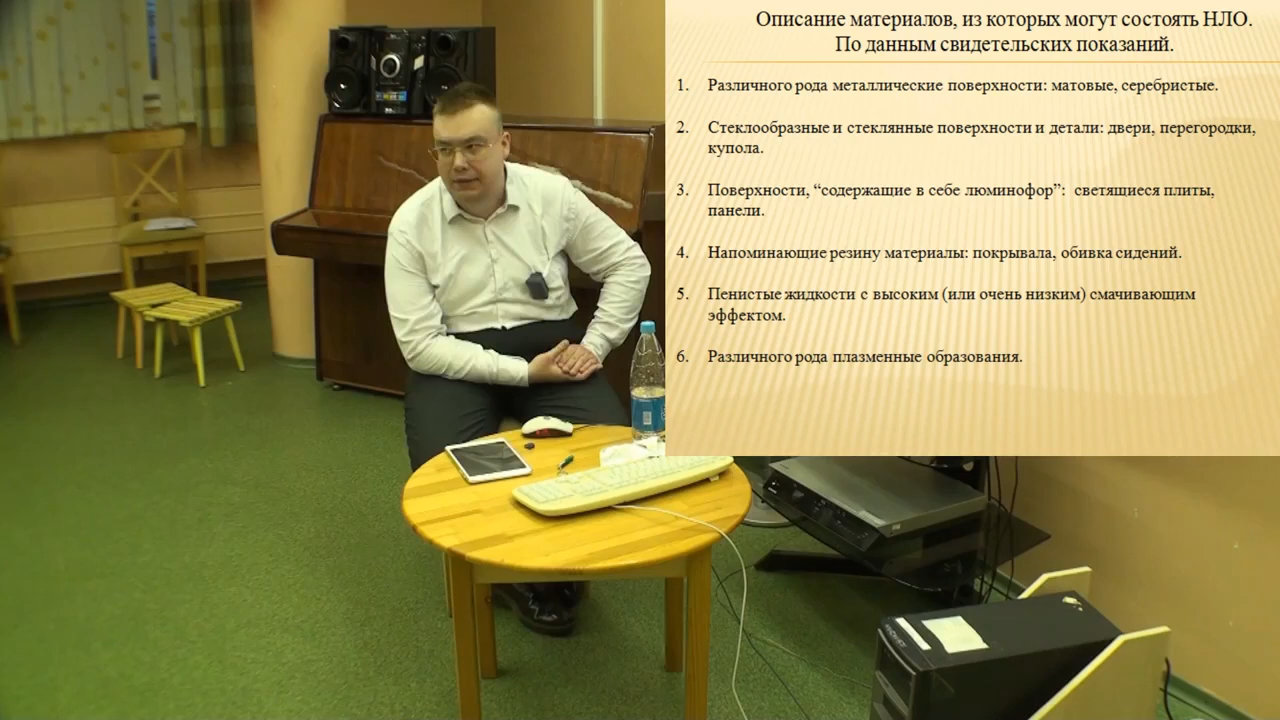 Описание материалов, из которых могут состоять НЛО.
По данным свидетельских показаний.
1. Различного рода металлические поверхности: матовые, серебристые.
2. Стеклообразные и стеклянные поверхности и детали: двери, перегородки,
купола.
3. Поверхности, “содержащие в себе люминофор”: светящиеся плиты,
панели.
4. Напоминающие резину материалы: покрывала, обивка сидений.
5. Пенистые жидкости с высоким (или очень низким) смачивающим
эффектом.
6. Различного рода плазменные образования.